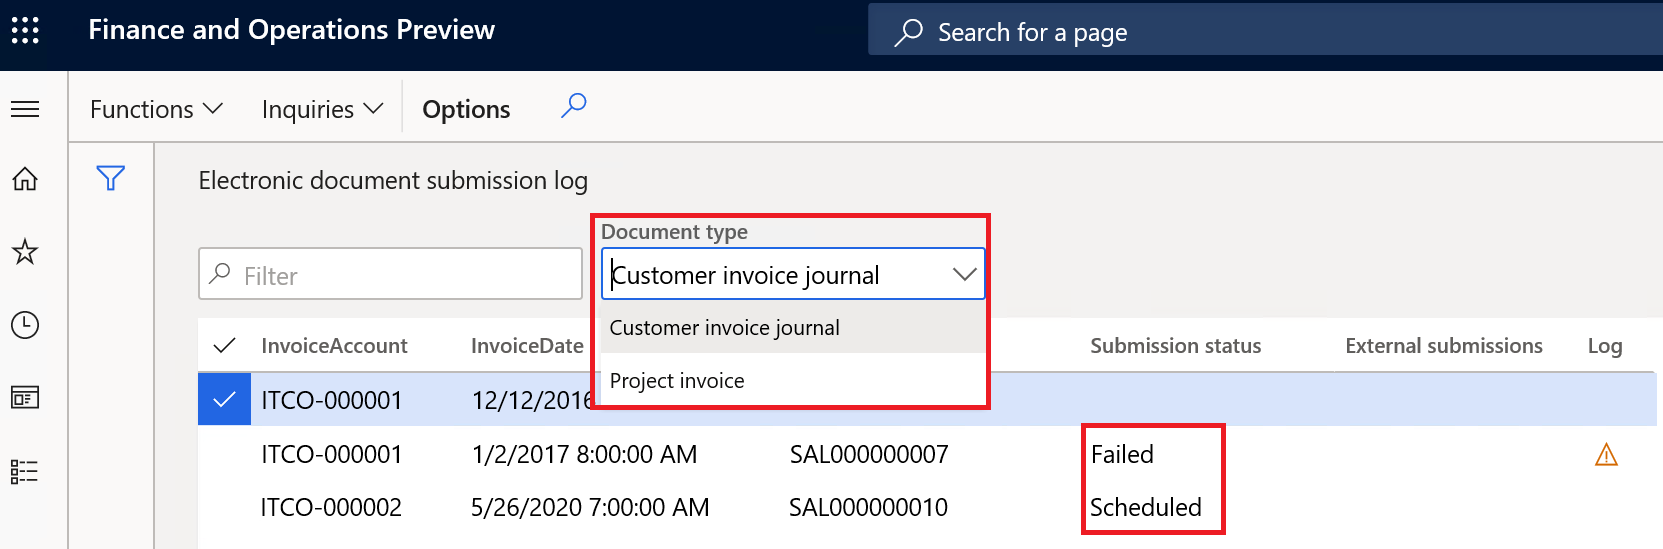 Finance and Operations Preview
Search for a page
Functions Inquiries Options
Electronic document submission log
Document type
Filter
Customer invoice journal
Customer invoice journal
Project invoice
InvoiceAccount InvoiceDate Submission status External submissions Log
ITCO-000001 12/12/2016
ITCO-000001 1/2/2017 8:00:00 AM SAL000000007 Failed
ITCO-000002 5/26/2020 7:00:00 AM SAL000000010 Scheduled